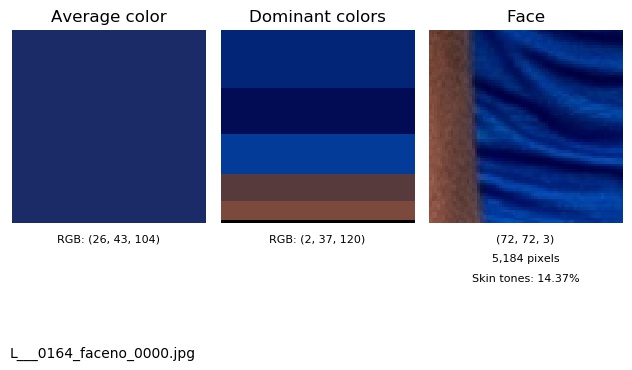 Average color
Dominant colors
Face
RGB: (26, 43, 104)
RGB: (2, 37, 120)
(72, 72, 3)
5,184 pixels
Skin tones: 14.37%
L___0164_faceno_0000.jpg